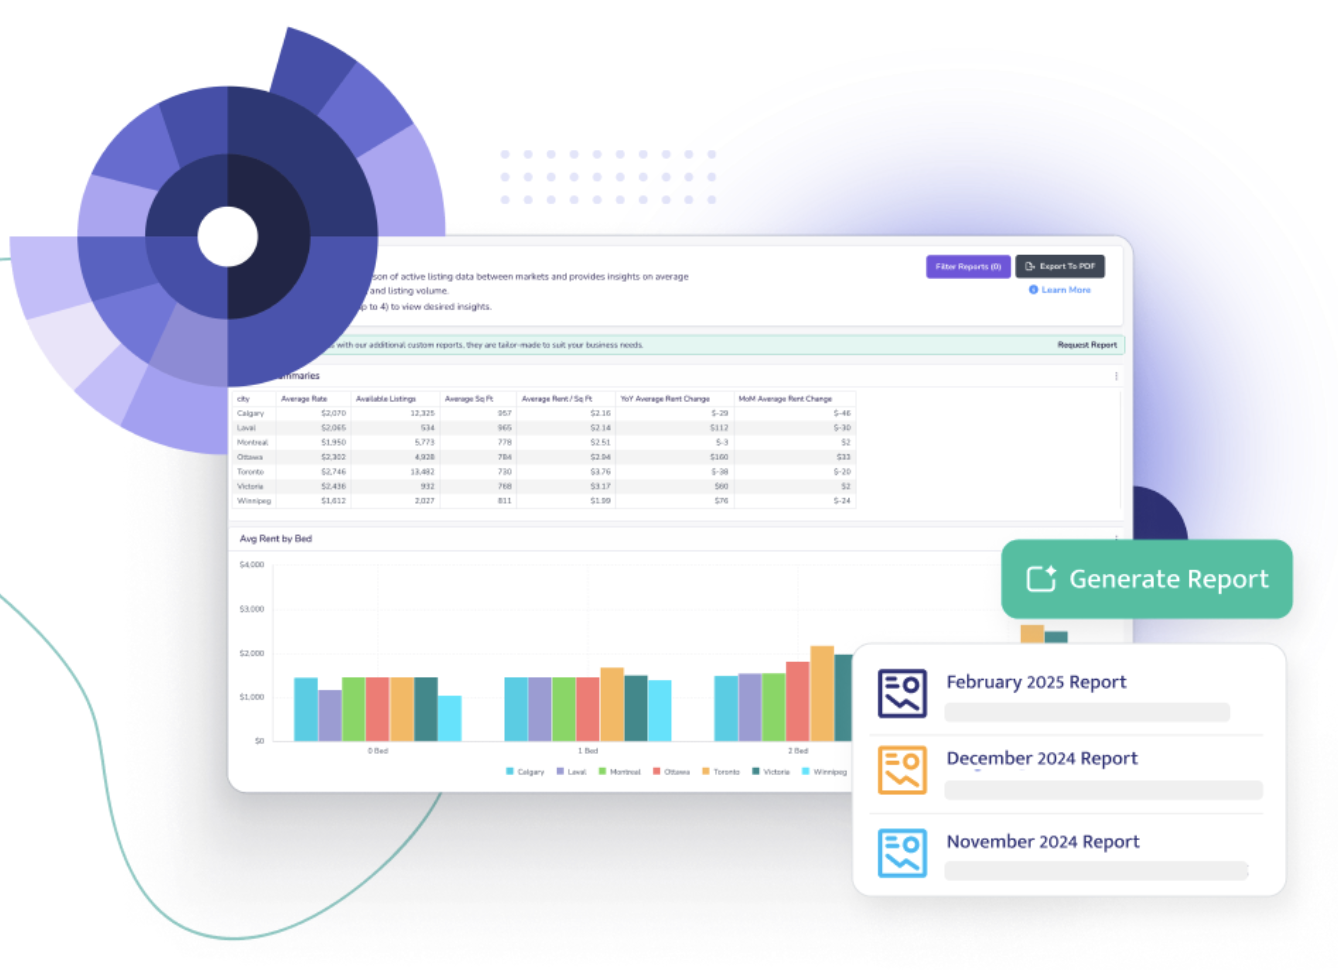 son of active listing data between markets and provides insights on average
and listing volume.
p to 4) to view desired insights.
Filter Reports (0)
Export To PDF
Learn More
with our additional custom reports, they are tailor-made to suit your business needs.
Request Report
mmaries
city Average Rate Available Listings Average Sq Ft Average Rent / Sq Ft YoY Average Rent Change MoM Average Rent Change
Calgary $2,070 12,325 957 $2.16 $-29 $-46
Laval $2,065 534 965 $2.14 $112 $-30
Montreal $1,950 5,773 778 $2.51 $-3 $2
Ottawa $2,302 4,928 784 $2.94 $160 $33
Toronto $2,746 13,482 730 $3.76 $-38 $-20
Victoria $2,436 932 768 $3.17 $60 $2
Winnipeg $1,612 2,027 811 $1.99 $76 $-24
Avg Rent by Bed
$4,000
$3,000
$2,000
$1,000
$0
0 Bed 1 Bed 2 Bed
Calgary Laval Montreal Ottawa Toronto Victoria Winnipeg
Generate Report
February 2025 Report
December 2024 Report
November 2024 Report